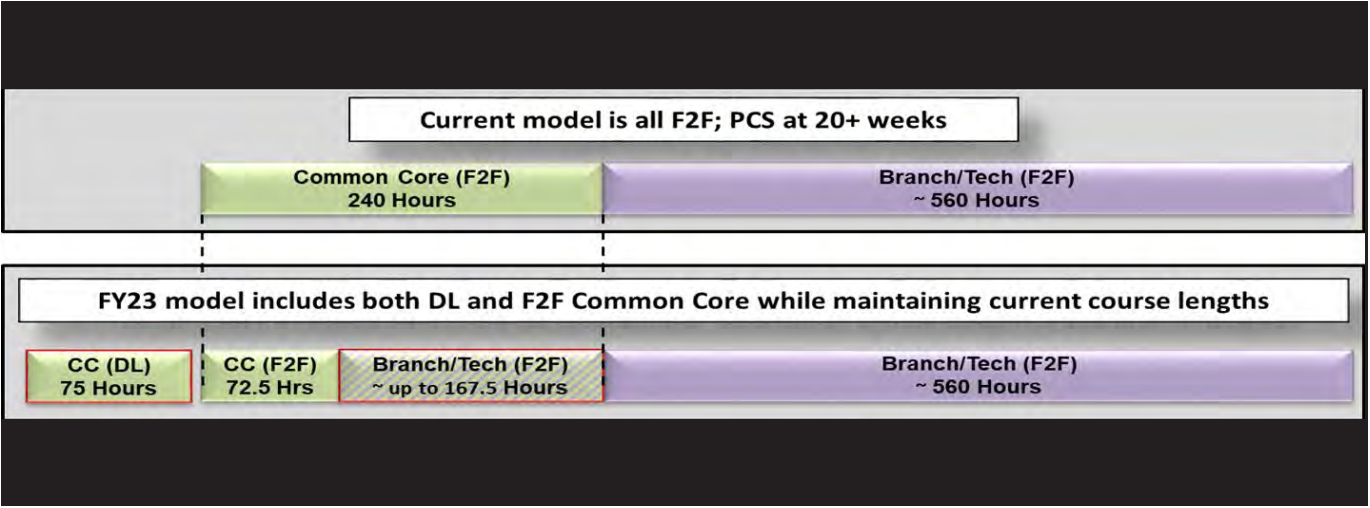 Current model is all F2F; PCS at 20+ weeks
Common Core (F2F)
240 Hours
Branch/Tech (F2F)
~ 560 Hours
FY23 model includes both DL and F2F Common Core while maintaining current course lengths
CC (DL)
75 Hours
CC (F2F)
72.5 Hrs
Branch/Tech (F2F)
~ up to 167.5 Hours
Branch/Tech (F2F)
~ 560 Hours